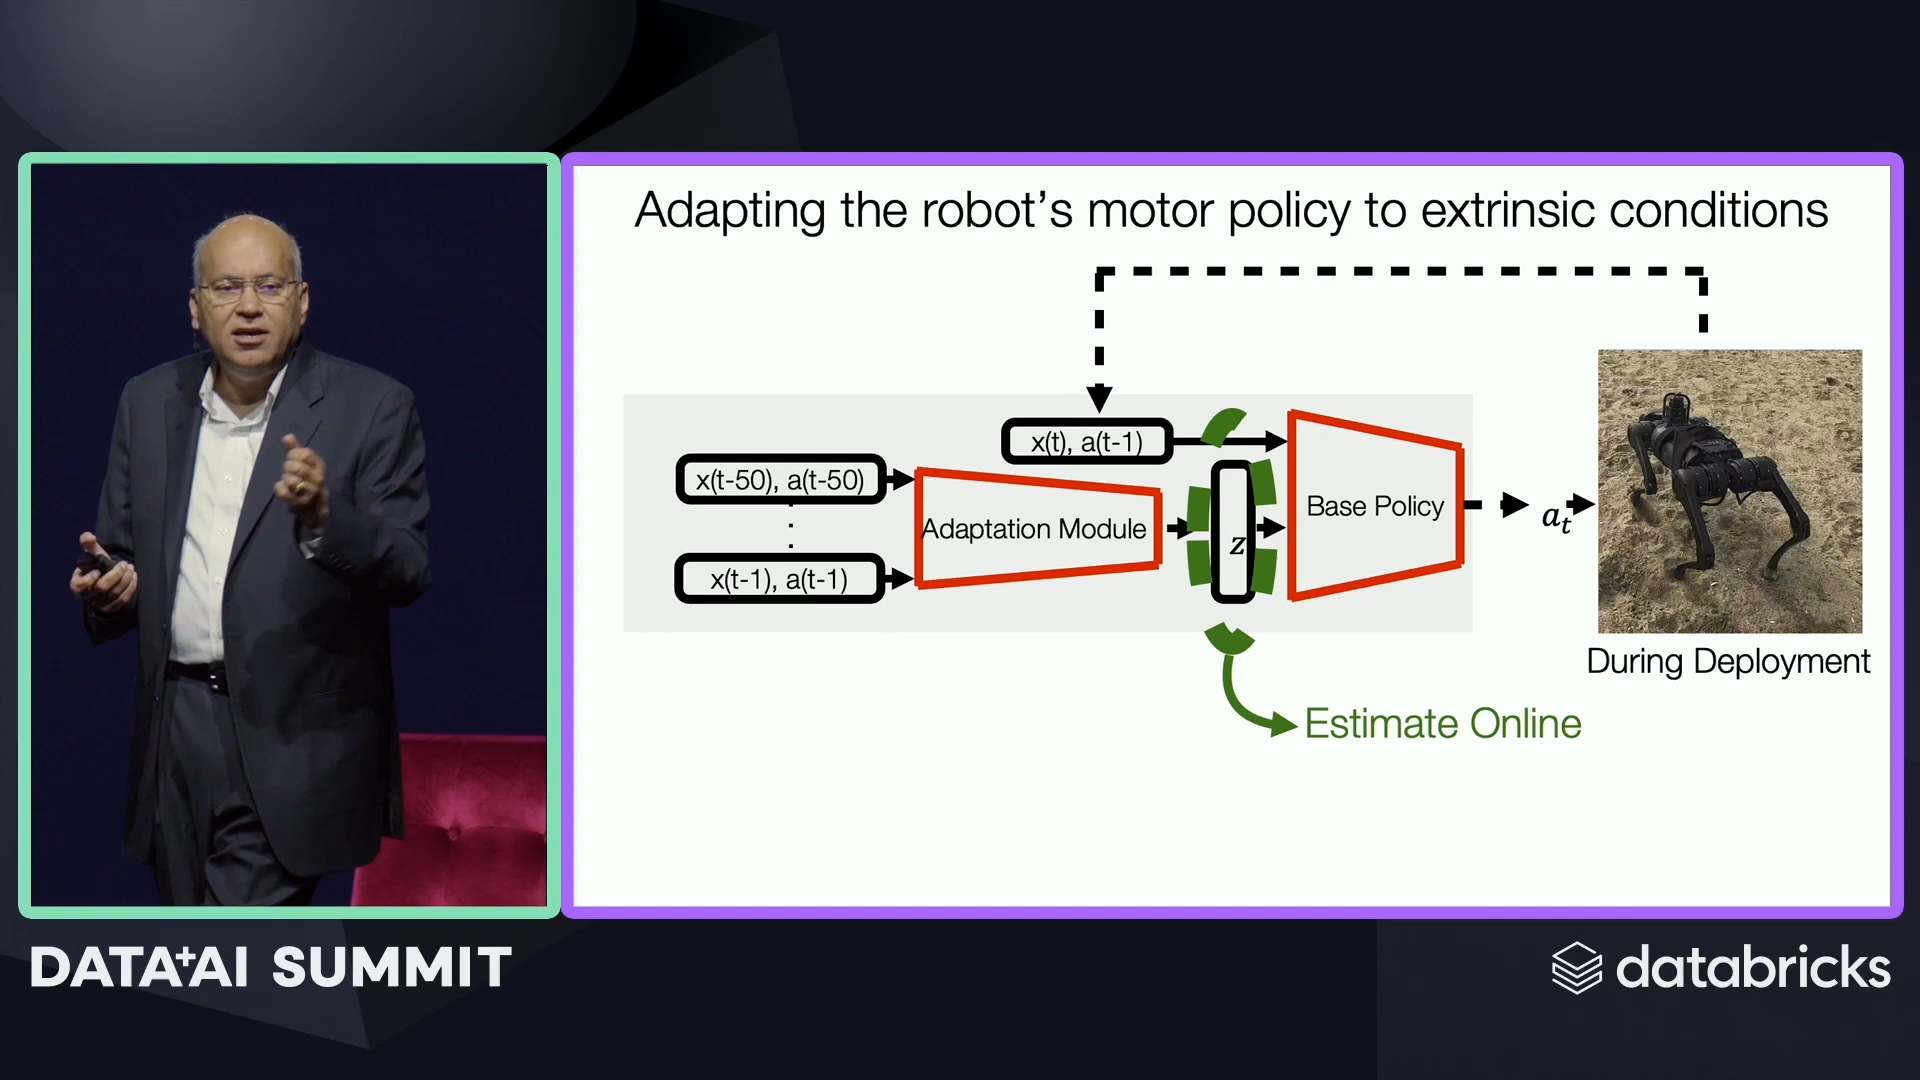 Adapting the robot's motor policy to extrinsic conditions
x(t), a(t-1)
x(t-50), a(t-50)
.
.
.
x(t-1), a(t-1)
Adaptation Module
z
Base Policy
aₜ
During Deployment
Estimate Online
DATA+AI SUMMIT
databricks